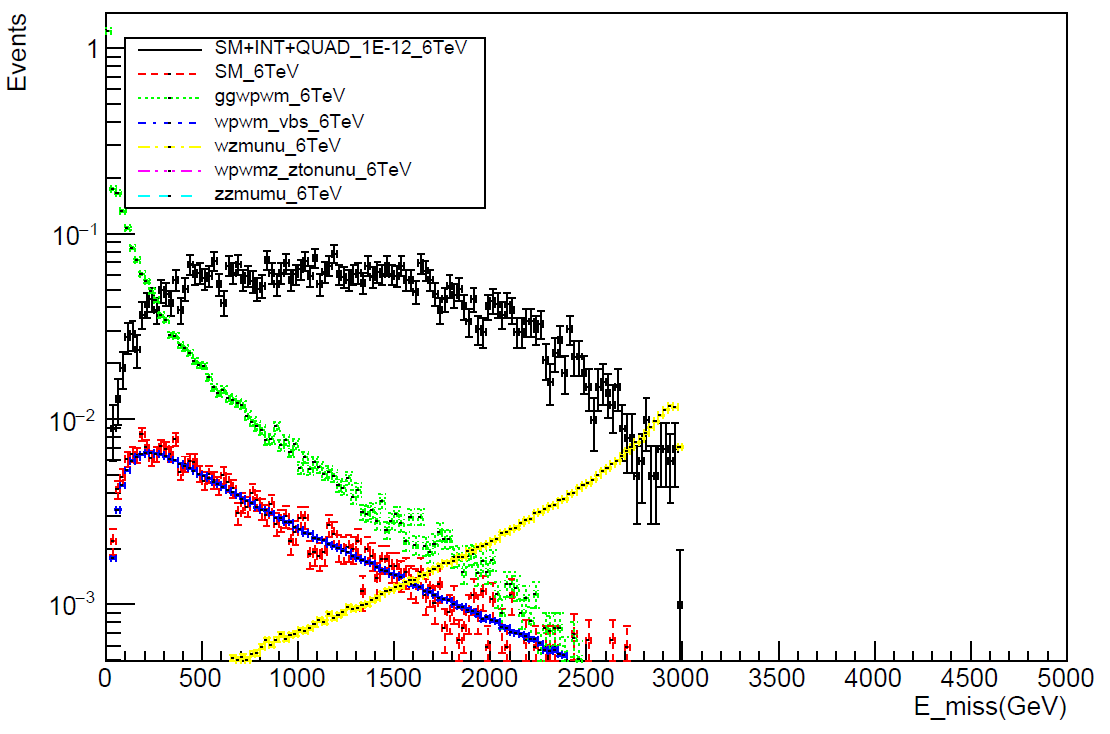 Events
SM+INT+QUAD_1E-12_6TeV
SM_6TeV
ggwpwm_6TeV
wpwm_vbs_6TeV
wzmunu_6TeV
wpwmz_ztonunu_6TeV
zzmumu_6TeV
1
10−1
10−2
10−3
0 500 1000 1500 2000 2500 3000 3500 4000 4500 5000
E_miss(GeV)